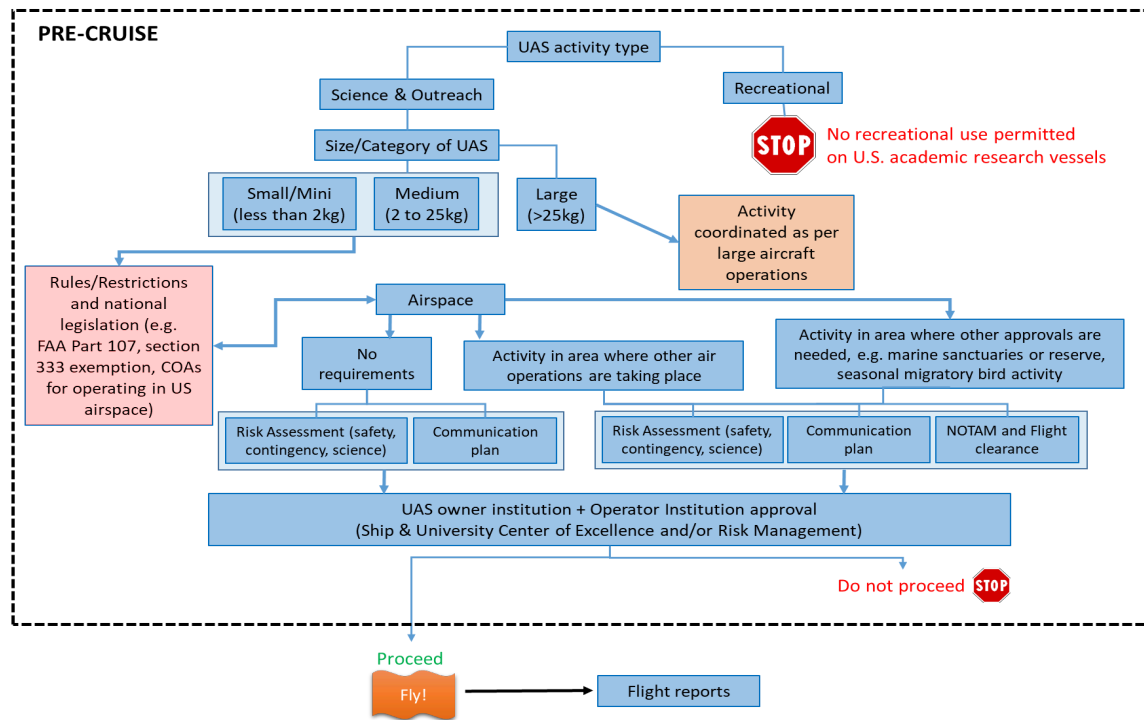 PRE-CRUISE
UAS activity type
Science & Outreach
Recreational
STOP
No recreational use permitted
on U.S. academic research vessels
Size/Category of UAS
Small/Mini
(less than 2kg)
Medium
(2 to 25kg)
Large
(>25kg)
Activity
coordinated as per
large aircraft
operations
Rules/Restrictions
and national
legislation (e.g.
FAA Part 107, section
333 exemption, COAs
for operating in US
airspace)
Airspace
No
requirements
Activity in area where other air
operations are taking place
Activity in area where other approvals are
needed, e.g. marine sanctuaries or reserve,
seasonal migratory bird activity
Risk Assessment (safety,
contingency, science)
Communication
plan
Risk Assessment (safety,
contingency, science)
Communication
plan
NOTAM and Flight
clearance
UAS owner institution + Operator Institution approval
(Ship & University Center of Excellence and/or Risk Management)
Do not proceed
STOP
Proceed
Fly!
Flight reports